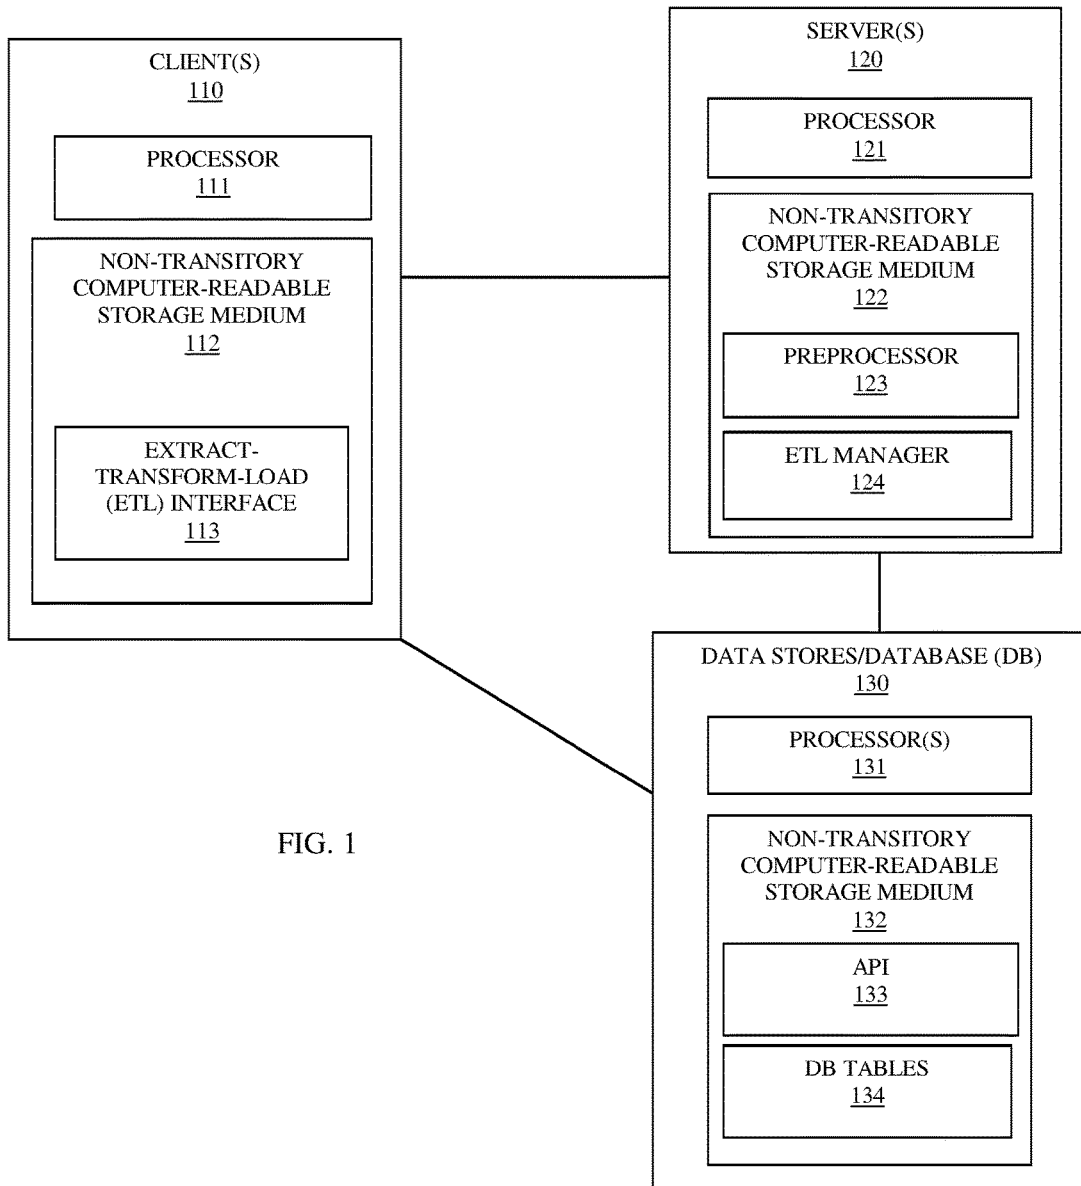 CLIENT(S)
110
PROCESSOR
111
NON-TRANSITORY
COMPUTER-READABLE
STORAGE MEDIUM
112
EXTRACT-
TRANSFORM-LOAD
(ETL) INTERFACE
113
SERVER(S)
120
PROCESSOR
121
NON-TRANSITORY
COMPUTER-READABLE
STORAGE MEDIUM
122
PREPROCESSOR
123
ETL MANAGER
124
DATA STORES/DATABASE (DB)
130
PROCESSOR(S)
131
NON-TRANSITORY
COMPUTER-READABLE
STORAGE MEDIUM
132
API
133
DB TABLES
134
FIG. 1